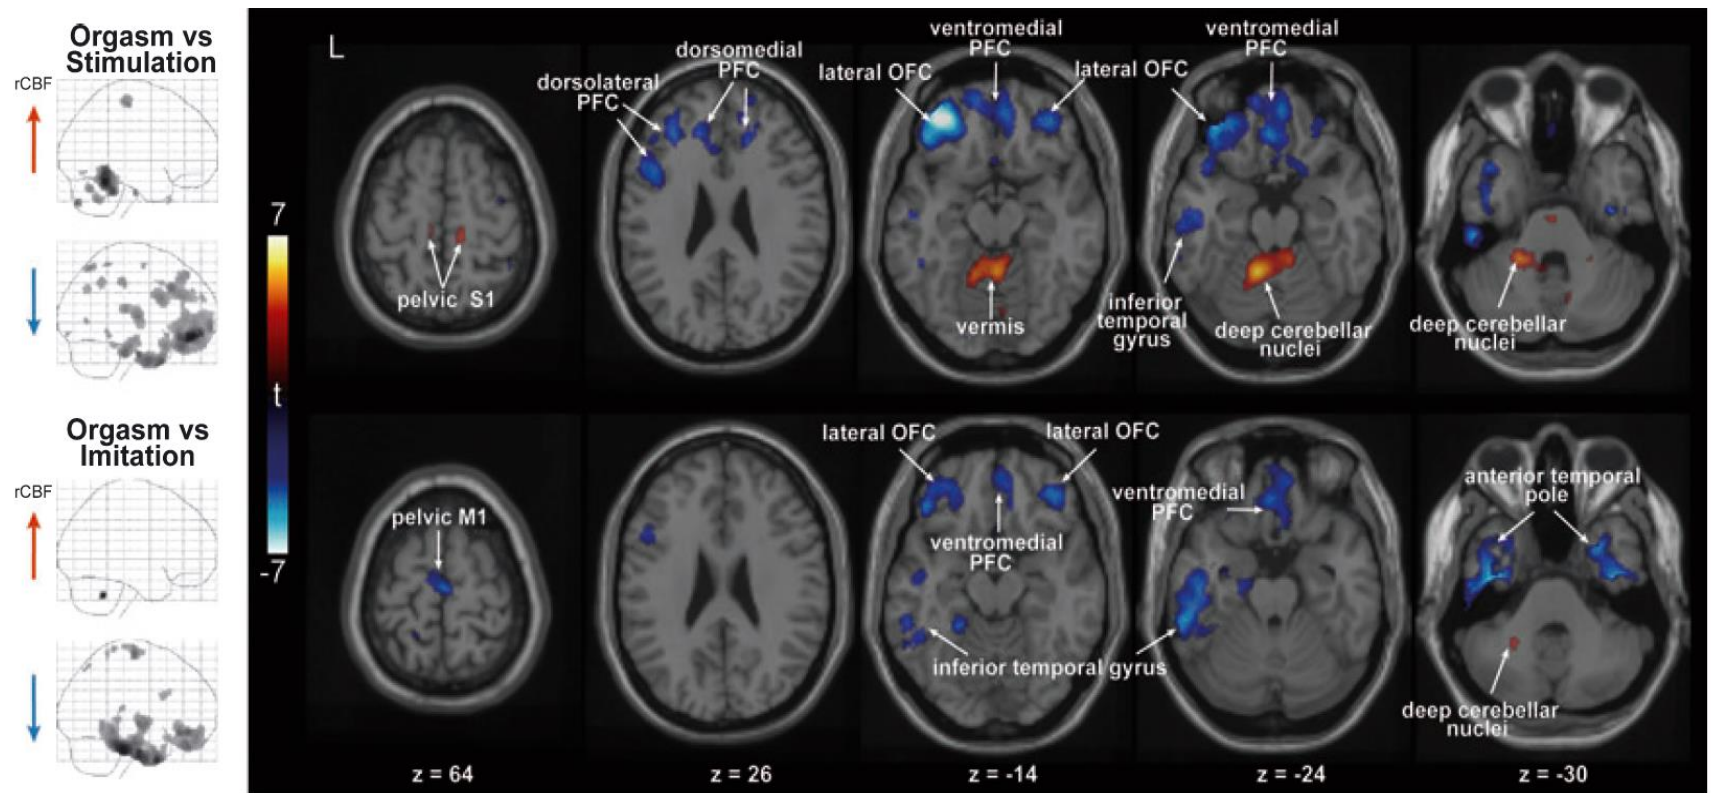 Orgasm vs
Stimulation
rCBF
L
7
t
-7
dorsolateral
PFC
dorsomedial
PFC
ventromedial
PFC
lateral OFC
lateral OFC
ventromedial
PFC
pelvic S1
vermis
inferior
temporal
gyrus
deep cerebellar
nuclei
deep cerebellar
nuclei
Orgasm vs
Imitation
rCBF
pelvic M1
lateral OFC
lateral OFC
ventromedial
PFC
ventromedial
PFC
anterior temporal
pole
inferior temporal gyrus
deep cerebellar
nuclei
z = 64
z = 26
z = -14
z = -24
z = -30